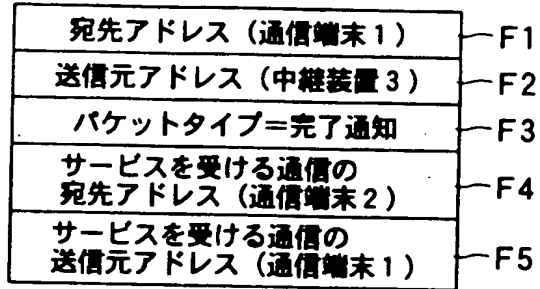 宛先アドレス（通信端末１） F1
送信元アドレス（中継装置３） F2
パケットタイプ＝完了通知 F3
サービスを受ける通信の
宛先アドレス（通信端末２） F4
サービスを受ける通信の
送信元アドレス（通信端末１） F5